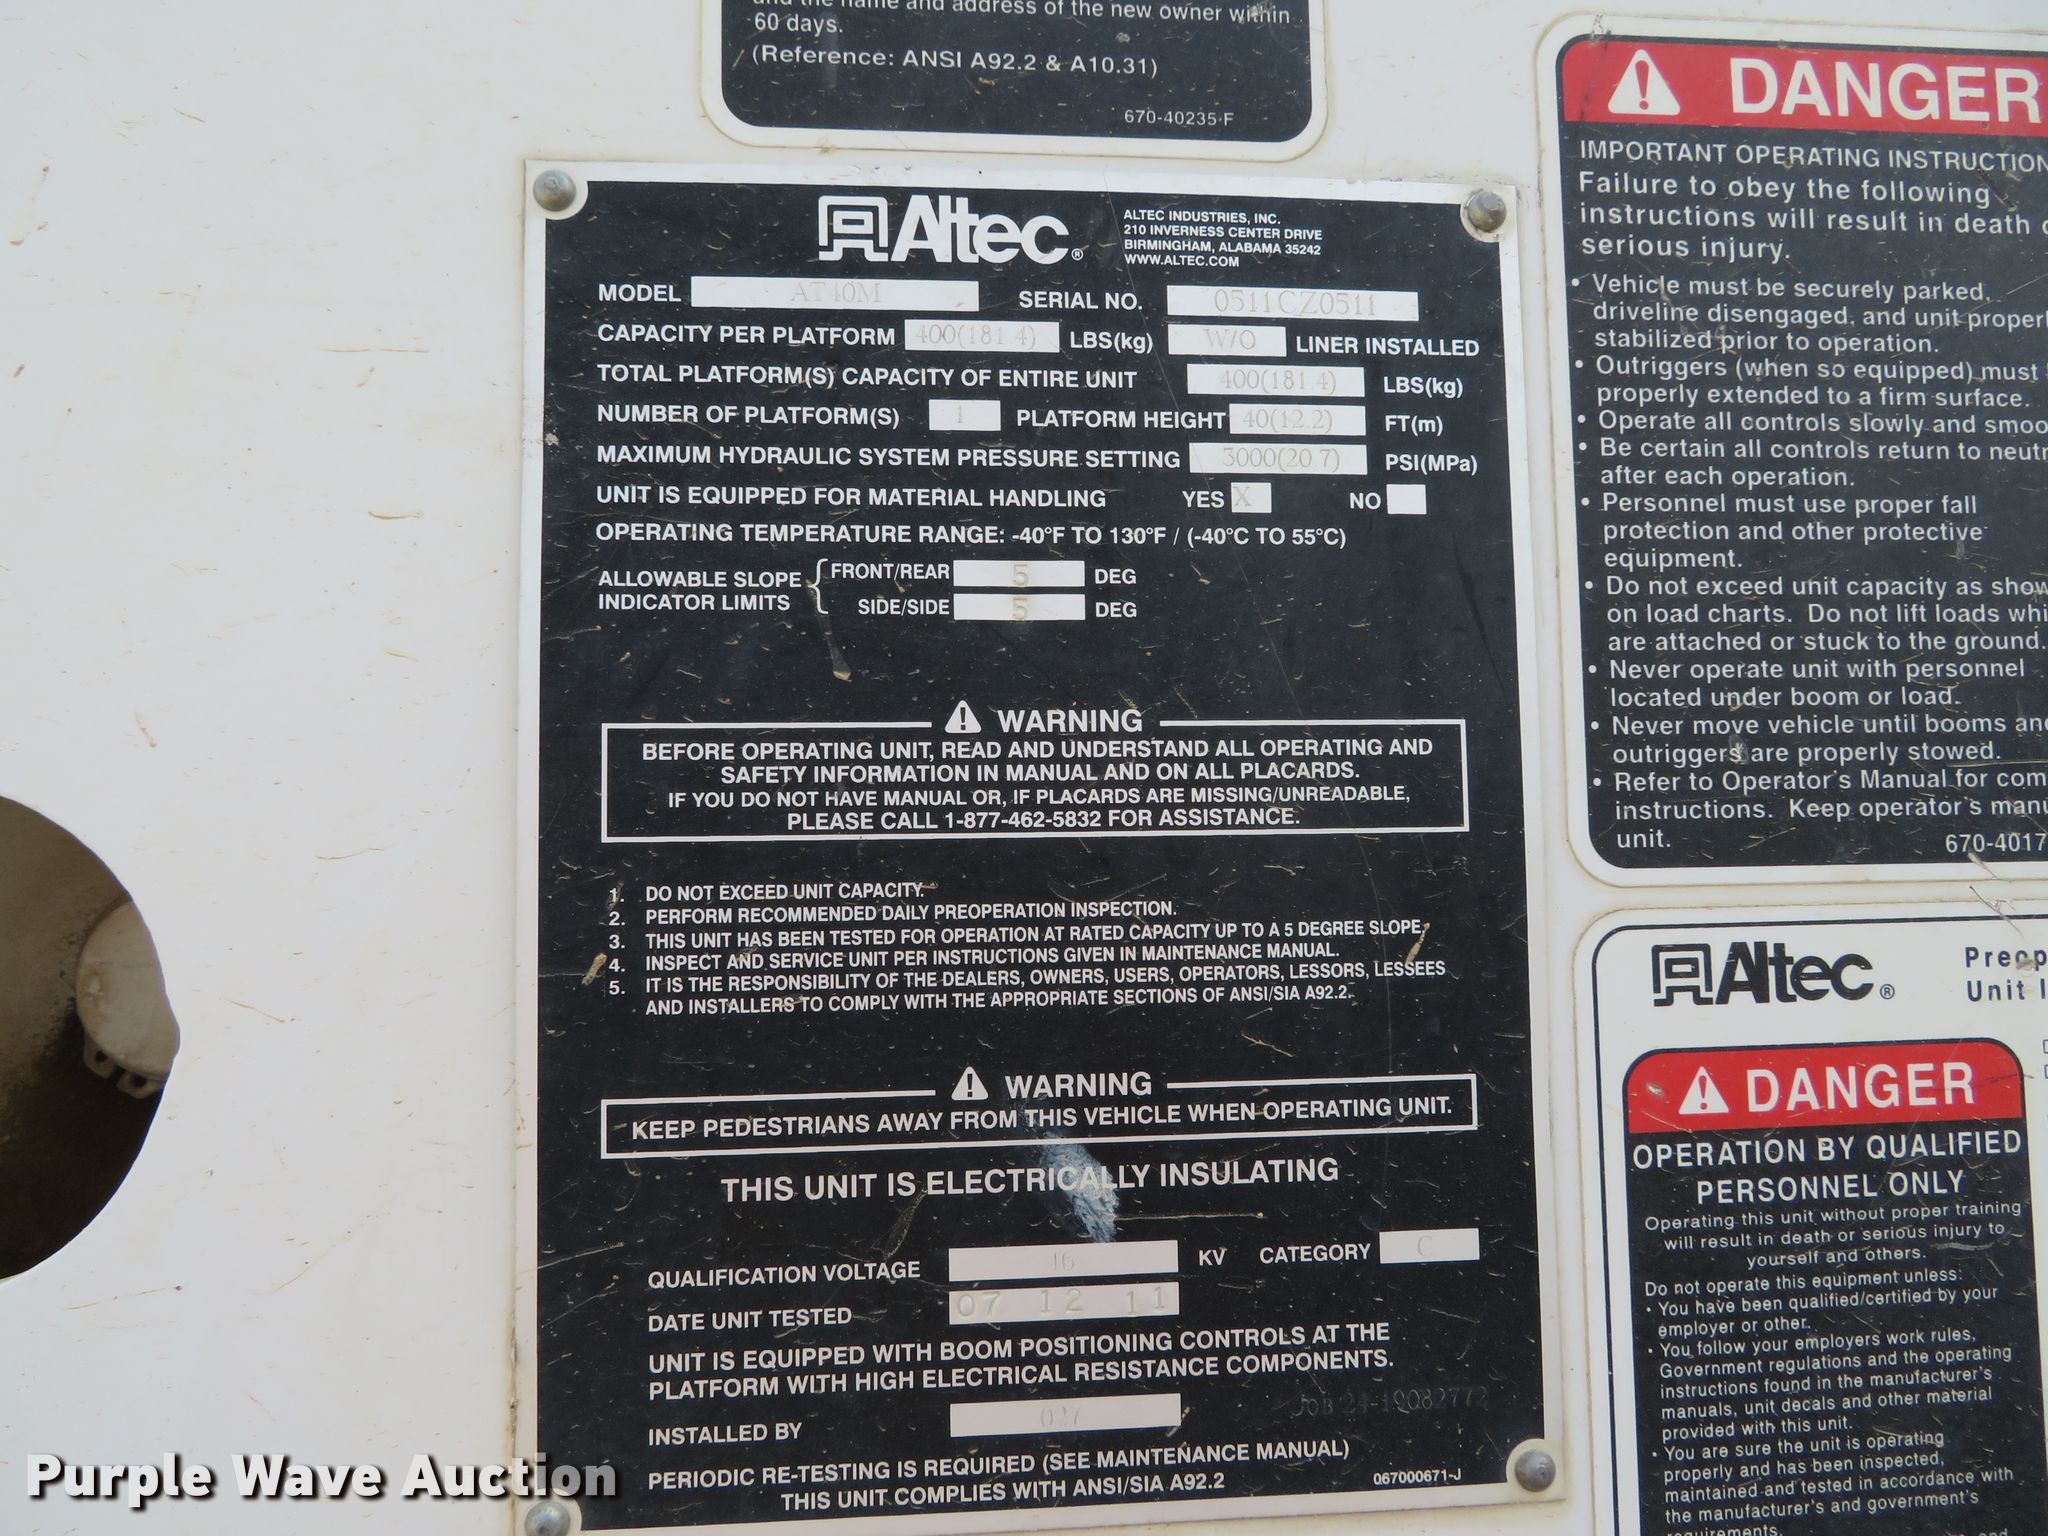 and the name and address of the new owner within
60 days.
(Reference: ANSI A92.2 & A10.31)
670-40235-F
Altec®
ALTEC INDUSTRIES, INC.
210 INVERNESS CENTER DRIVE
BIRMINGHAM, ALABAMA 35242
WWW.ALTEC.COM
MODEL AT40M SERIAL NO. 0511CZ0511
CAPACITY PER PLATFORM 400(181.4) LBS(kg) W/O LINER INSTALLED
TOTAL PLATFORM(S) CAPACITY OF ENTIRE UNIT 400(181.4) LBS(kg)
NUMBER OF PLATFORM(S) 1 PLATFORM HEIGHT 40(12.2) FT(m)
MAXIMUM HYDRAULIC SYSTEM PRESSURE SETTING 3000(20.7) PSI(MPa)
UNIT IS EQUIPPED FOR MATERIAL HANDLING YES X NO
OPERATING TEMPERATURE RANGE: -40°F TO 130°F / (-40°C TO 55°C)
ALLOWABLE SLOPE INDICATOR LIMITS { FRONT/REAR 5 DEG
SIDE/SIDE 5 DEG
WARNING
BEFORE OPERATING UNIT, READ AND UNDERSTAND ALL OPERATING AND
SAFETY INFORMATION IN MANUAL AND ON ALL PLACARDS.
IF YOU DO NOT HAVE MANUAL OR, IF PLACARDS ARE MISSING/UNREADABLE,
PLEASE CALL 1-877-462-5832 FOR ASSISTANCE.
1. DO NOT EXCEED UNIT CAPACITY.
2. PERFORM RECOMMENDED DAILY PREOPERATION INSPECTION.
3. THIS UNIT HAS BEEN TESTED FOR OPERATION AT RATED CAPACITY UP TO A 5 DEGREE SLOPE.
4. INSPECT AND SERVICE UNIT PER INSTRUCTIONS GIVEN IN MAINTENANCE MANUAL.
5. IT IS THE RESPONSIBILITY OF THE DEALERS, OWNERS, USERS, OPERATORS, LESSORS, LESSEES
AND INSTALLERS TO COMPLY WITH THE APPROPRIATE SECTIONS OF ANSI/SIA A92.2.
WARNING
KEEP PEDESTRIANS AWAY FROM THIS VEHICLE WHEN OPERATING UNIT.
THIS UNIT IS ELECTRICALLY INSULATING
QUALIFICATION VOLTAGE 16 KV CATEGORY C
DATE UNIT TESTED 07 12 11
UNIT IS EQUIPPED WITH BOOM POSITIONING CONTROLS AT THE
PLATFORM WITH HIGH ELECTRICAL RESISTANCE COMPONENTS.
INSTALLED BY 027
JOB 24-19082772
PERIODIC RE-TESTING IS REQUIRED (SEE MAINTENANCE MANUAL)
THIS UNIT COMPLIES WITH ANSI/SIA A92.2
067000671-J
DANGER
IMPORTANT OPERATING INSTRUCTION
Failure to obey the following
instructions will result in death
serious injury.
• Vehicle must be securely parked,
driveline disengaged, and unit properl
stabilized prior to operation.
• Outriggers (when so equipped) must
properly extended to a firm surface.
• Operate all controls slowly and smoo
• Be certain all controls return to neutr
after each operation.
• Personnel must use proper fall
protection and other protective
equipment.
• Do not exceed unit capacity as show
on load charts. Do not lift loads whi
are attached or stuck to the ground.
• Never operate unit with personnel
located under boom or load.
• Never move vehicle until booms and
outriggers are properly stowed.
• Refer to Operator's Manual for com
instructions. Keep operator's manu
unit.
670-4017
Altec®
Preop
Unit I
DANGER
OPERATION BY QUALIFIED
PERSONNEL ONLY
Operating this unit without proper training
will result in death or serious injury to
yourself and others.
Do not operate this equipment unless:
• You have been qualified/certified by your
employer or other.
• You follow your employers work rules,
Government regulations and the operating
instructions found in the manufacturer's
manuals, unit decals and other material
provided with this unit.
• You are sure the unit is operating
properly and has been inspected,
maintained and tested in accordance with
the manufacturer's and government's
requirements.
Purple Wave Auction